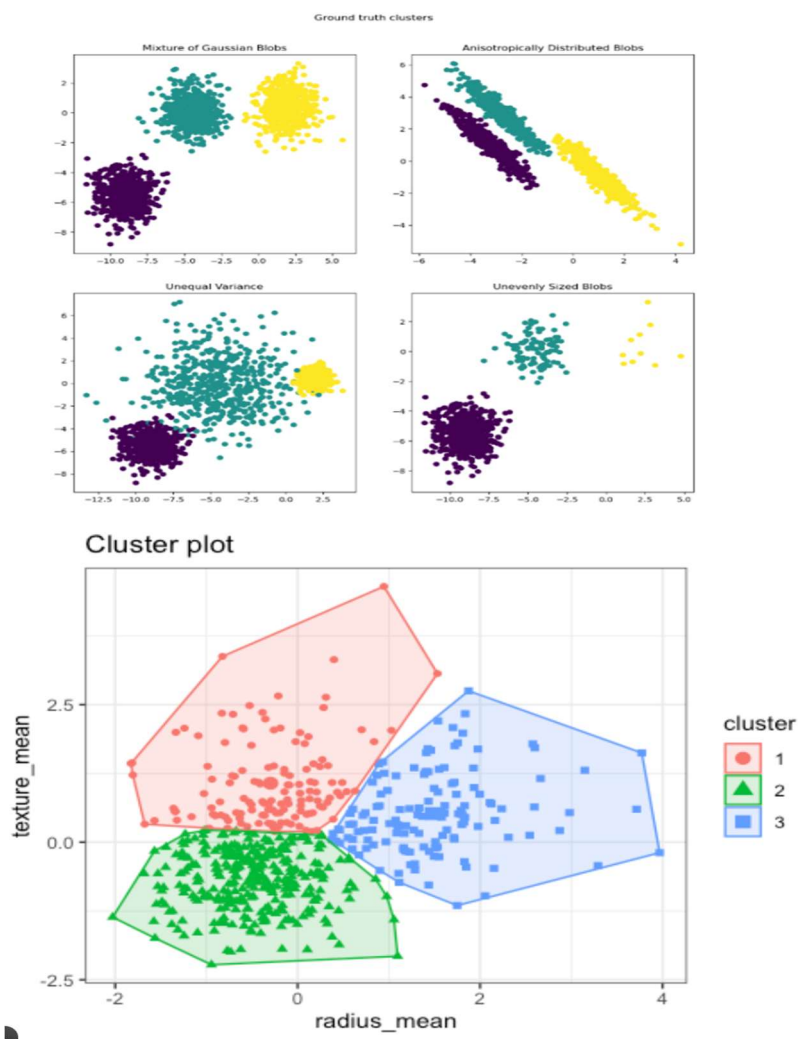 Ground truth clusters
Mixture of Gaussian Blobs
Anisotropically Distributed Blobs
2
0
−2
−4
−6
−8
−10.0 −7.5 −5.0 −2.5 0.0 2.5 5.0
6
4
2
0
−2
−4
−6 −4 −2 0 2 4
Unequal Variance
Unevenly Sized Blobs
6
4
2
0
−2
−4
−6
−8
−12.5 −10.0 −7.5 −5.0 −2.5 0.0 2.5
2
0
−2
−4
−6
−8
−10.0 −7.5 −5.0 −2.5 0.0 2.5 5.0
Cluster plot
texture_mean
2.5
0.0
-2.5
-2 0 2 4
radius_mean
cluster
1
2
3